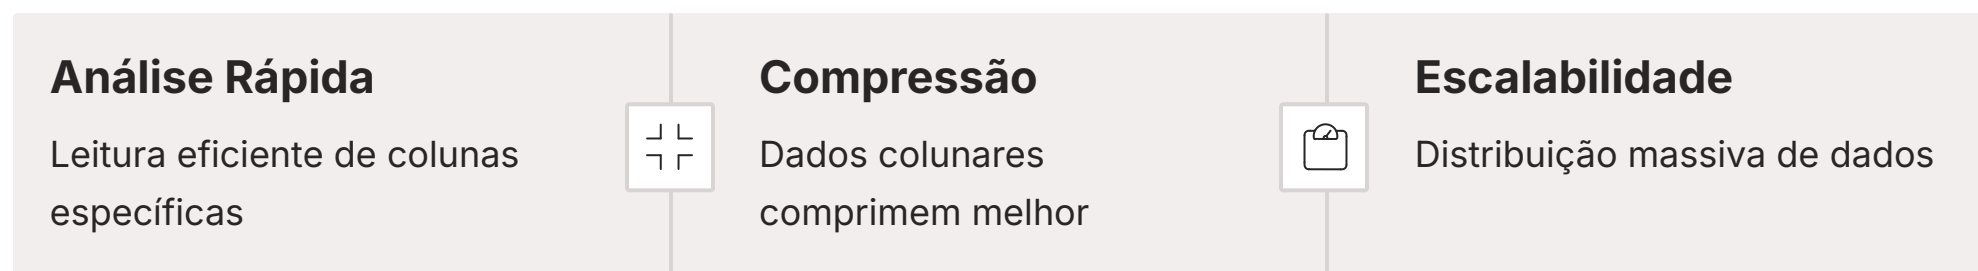 Análise Rápida
Leitura eficiente de colunas
específicas
Compressão
Dados colunares
comprimem melhor
Escalabilidade
Distribuição massiva de dados